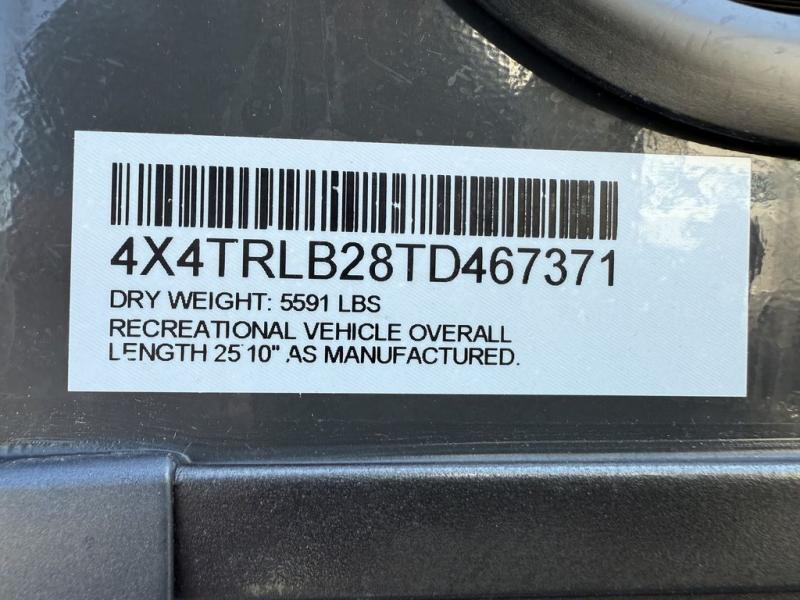 4X4TRLB28TD467371
DRY WEIGHT: 5591 LBS
RECREATIONAL VEHICLE OVERALL
LENGTH 25'10" AS MANUFACTURED.